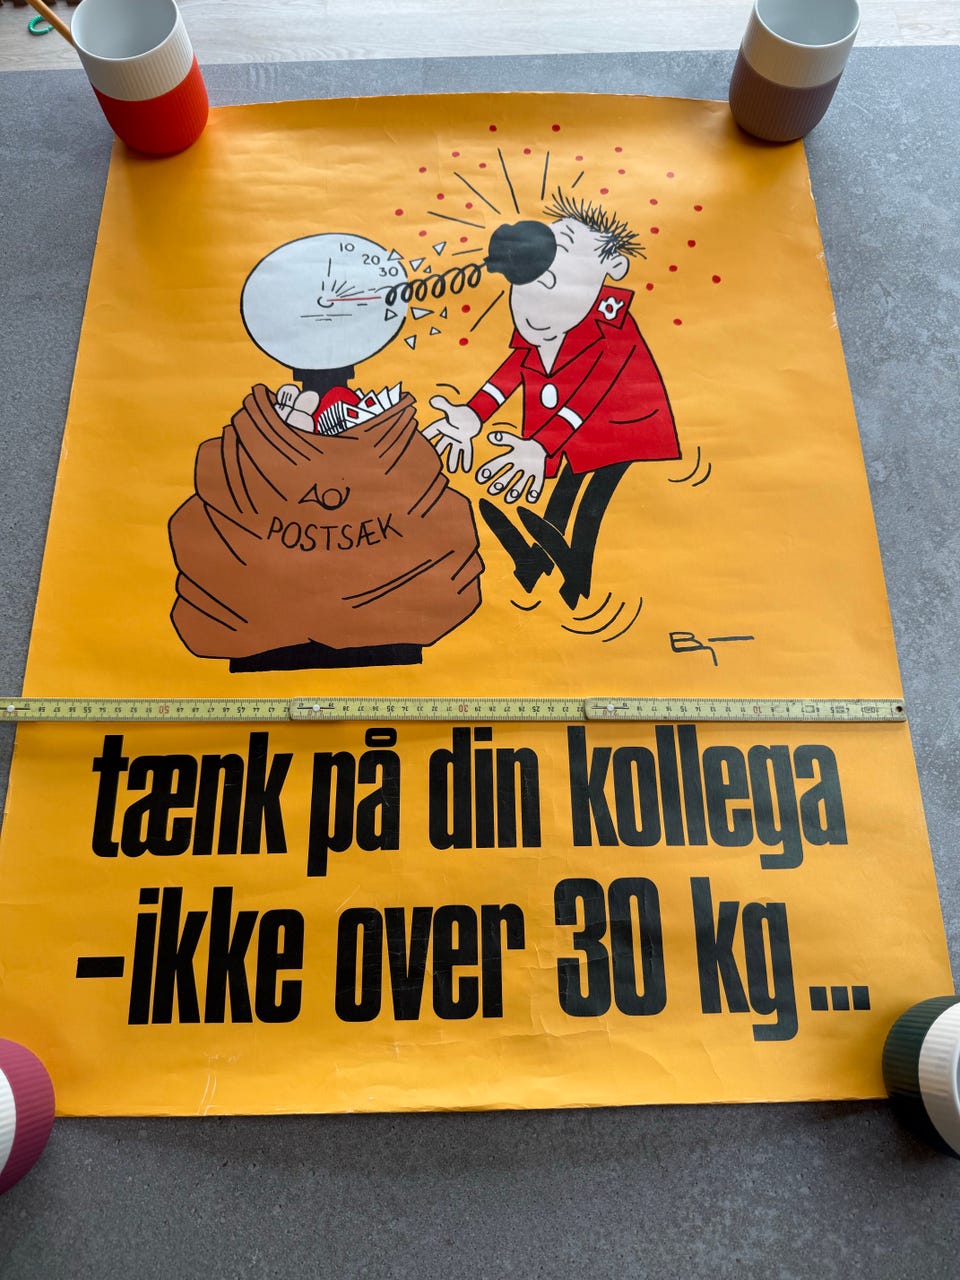 10
20
30
POSTSÆK
tænk på din kollega
-ikke over 30 kg...